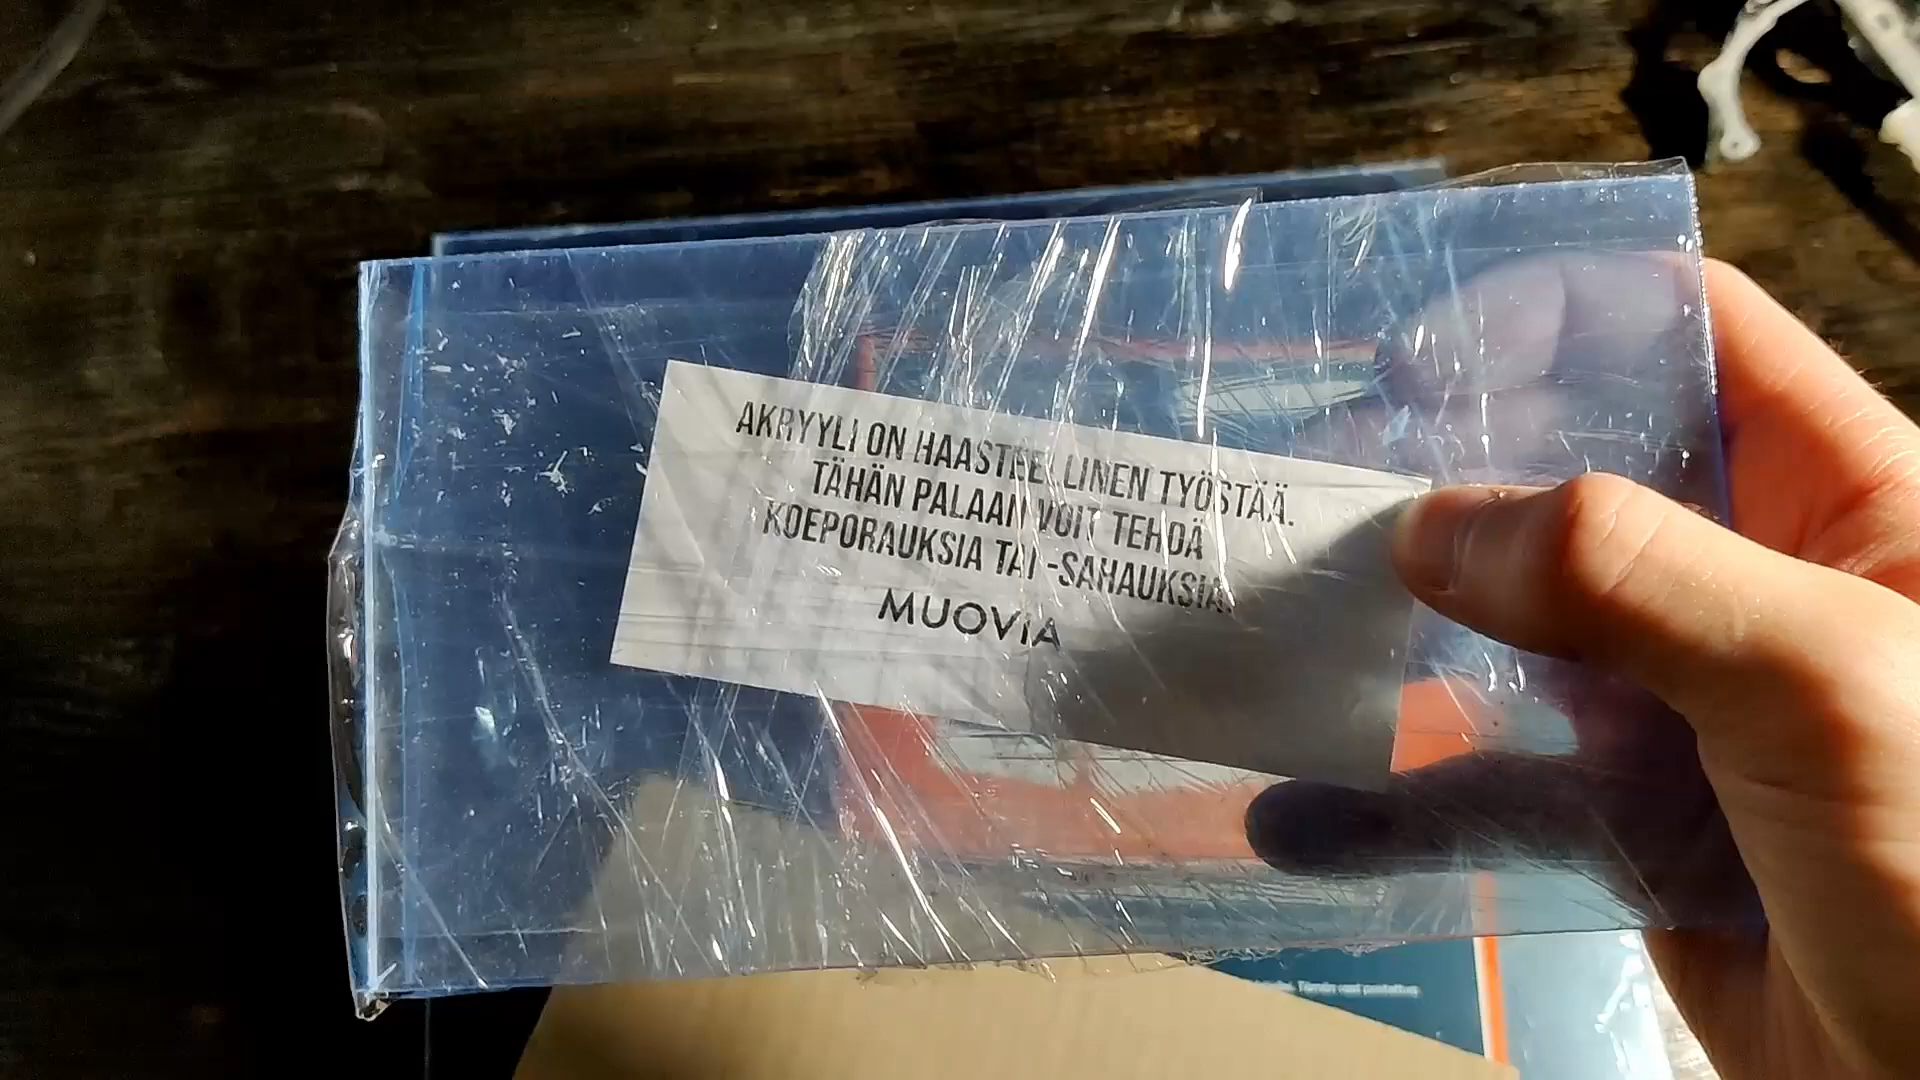 AKRYYLI ON HAASTEELLINEN TYÖSTÄÄ.
TÄHÄN PALAAN VOIT TEHDÄ
KOEPORAUKSIA TAI -SAHAUKSIA.
MUOVIA